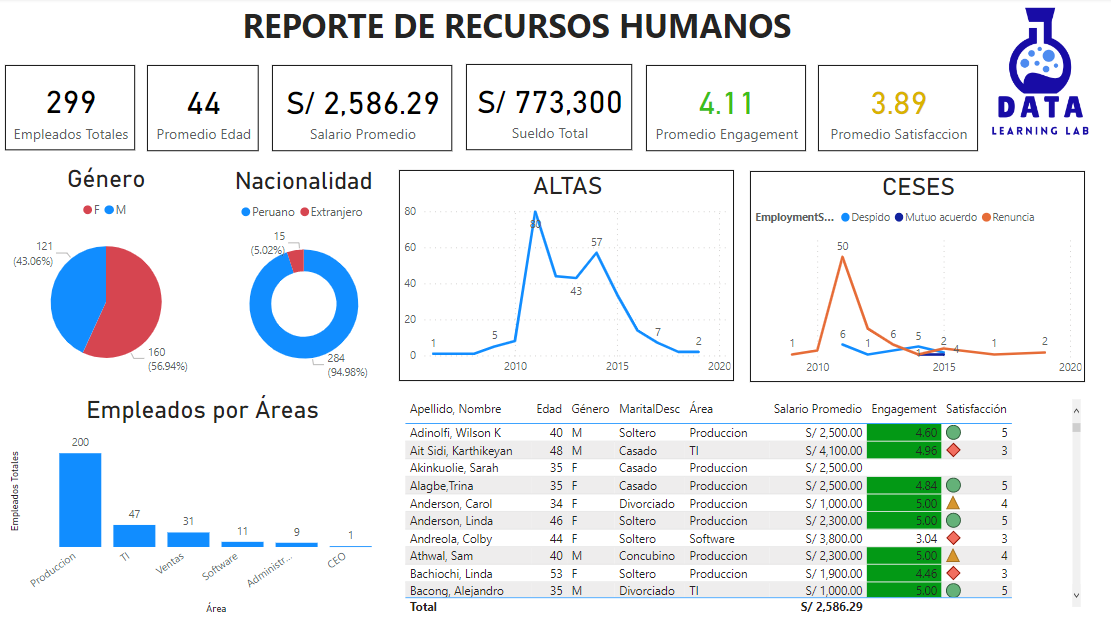 REPORTE DE RECURSOS HUMANOS
DATA
LEARNING LAB
299
Empleados Totales
44
Promedio Edad
S/ 2,586.29
Salario Promedio
S/ 773,300
Sueldo Total
4.11
Promedio Engagement
3.89
Promedio Satisfaccion
Género
F M
121
(43.06%)
160
(56.94%)
Nacionalidad
Peruano Extranjero
15
(5.02%)
284
(94.98%)
ALTAS
80
60
40
20
0
1
5
80
43
57
7
2
2010 2015 2020
CESES
EmploymentS... Despido Mutuo acuerdo Renuncia
50
1
6
1
6
5
1
2
4
1
2
2010 2015 2020
Empleados por Áreas
Empleados Totales
200
47
31
11
9
1
Produccion
TI
Ventas
Software
Administr...
CEO
Área
Apellido, Nombre Edad Género MaritalDesc Área Salario Promedio Engagement Satisfacción
Adinolfi, Wilson K 40 M Soltero Produccion S/ 2,500.00 4.60 5
Ait Sidi, Karthikeyan 48 M Casado TI S/ 4,100.00 4.96 3
Akinkuolie, Sarah 35 F Casado Produccion S/ 2,500.00
Alagbe,Trina 35 F Casado Produccion S/ 2,500.00 4.84 5
Anderson, Carol 34 F Divorciado Produccion S/ 1,000.00 5.00 4
Anderson, Linda 46 F Soltero Produccion S/ 2,300.00 5.00 5
Andreola, Colby 44 F Soltero Software S/ 3,800.00 3.04 3
Athwal, Sam 40 M Concubino Produccion S/ 2,300.00 5.00 4
Bachiochi, Linda 53 F Soltero Produccion S/ 1,900.00 4.46 3
Bacong, Alejandro 35 M Divorciado TI S/ 1,000.00 5.00 5
Total S/ 2,586.29